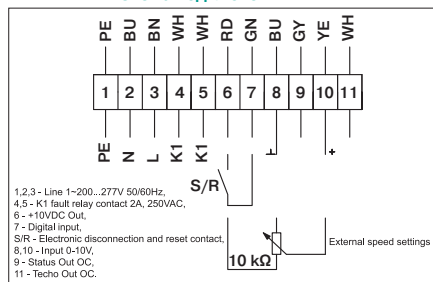 PE BU BN WH WH RD GN BU GY YE WH
1 2 3 4 5 6 7 8 9 10 11
PE N L K1 K1 ⊥ +
S/R
1,2,3 - Line 1~200...277V 50/60Hz,
4,5 - K1 fault relay contact 2A, 250VAC,
6 - +10VDC Out,
7 - Digital input,
S/R - Electronic disconnection and reset contact,
8,10 - Input 0-10V,
9 - Status Out OC,
11 - Techo Out OC.
External speed settings
10 kΩ